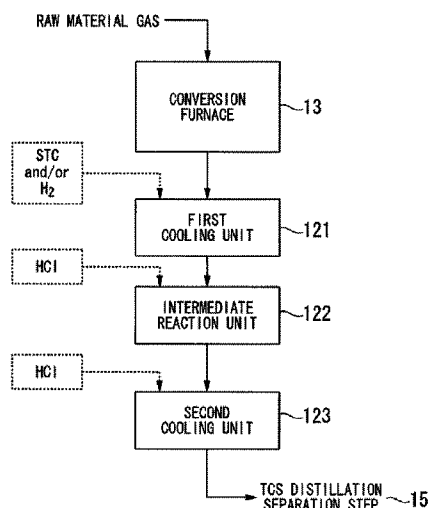 RAW MATERIAL GAS
CONVERSION
FURNACE
13
STC
and/or
H2
FIRST
COOLING UNIT
121
HCl
INTERMEDIATE
REACTION UNIT
122
HCl
SECOND
COOLING UNIT
123
TCS DISTILLATION
SEPARATION STEP
15